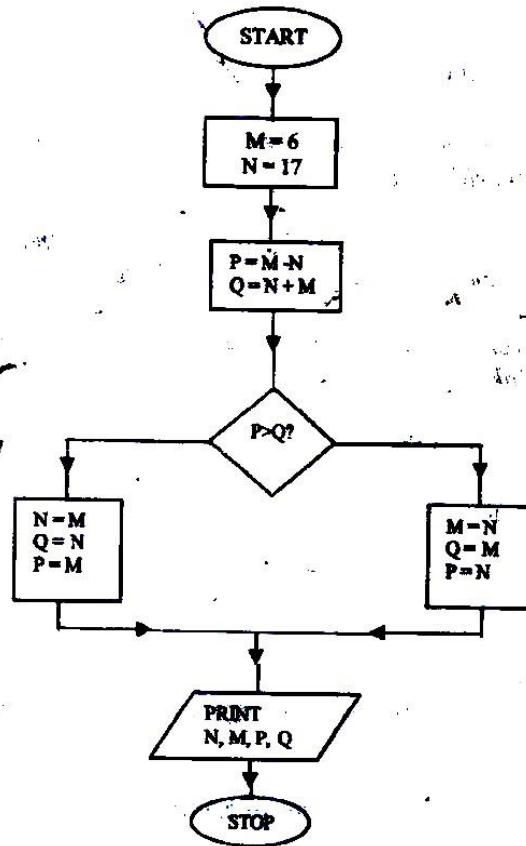 START
M = 6
N = 17
P = M - N
Q = N + M
P>Q?
N = M
Q = N
P = M
M = N
Q = M
P = N
PRINT
N, M, P, Q
STOP